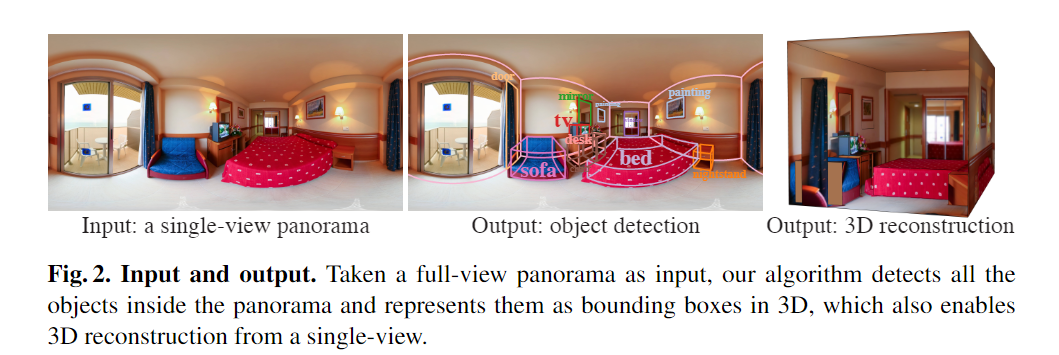 door
mirror
painting
painting
tv
desk
bed
sofa
nightstand
Input: a single-view panorama
Output: object detection
Output: 3D reconstruction
Fig. 2. Input and output. Taken a full-view panorama as input, our algorithm detects all the
objects inside the panorama and represents them as bounding boxes in 3D, which also enables
3D reconstruction from a single-view.